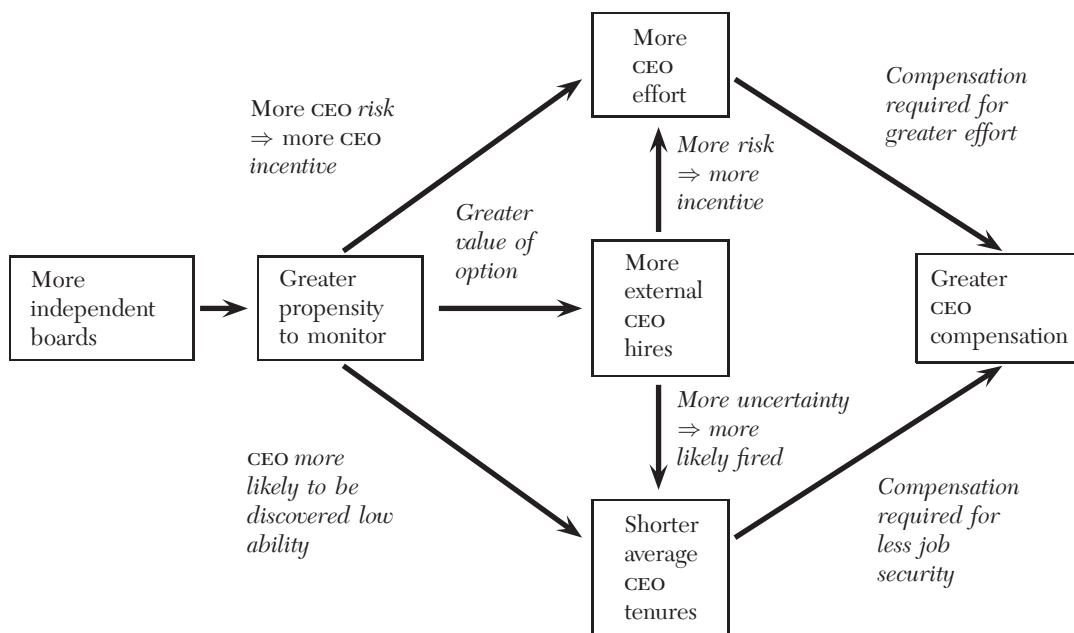 More
CEO
effort
More CEO risk
⇒ more CEO
incentive
Compensation
required for
greater effort
More risk
⇒ more
incentive
Greater
value of
option
More
independent
boards
Greater
propensity
to monitor
More
external
CEO
hires
Greater
CEO
compensation
More uncertainty
⇒ more
likely fired
CEO more
likely to be
discovered low
ability
Compensation
required for
less job
security
Shorter
average
CEO
tenures